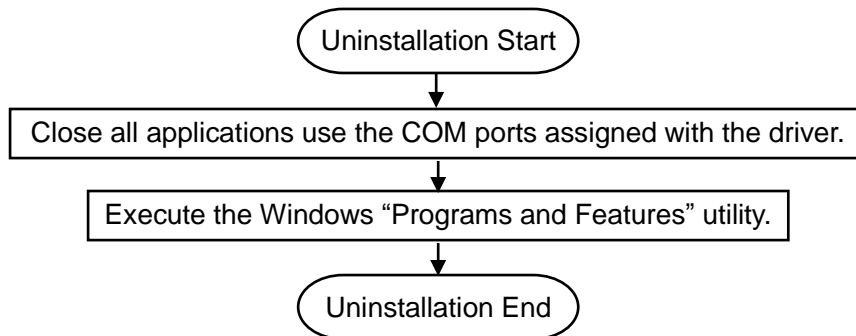 Uninstallation Start
Close all applications use the COM ports assigned with the driver.
Execute the Windows “Programs and Features” utility.
Uninstallation End